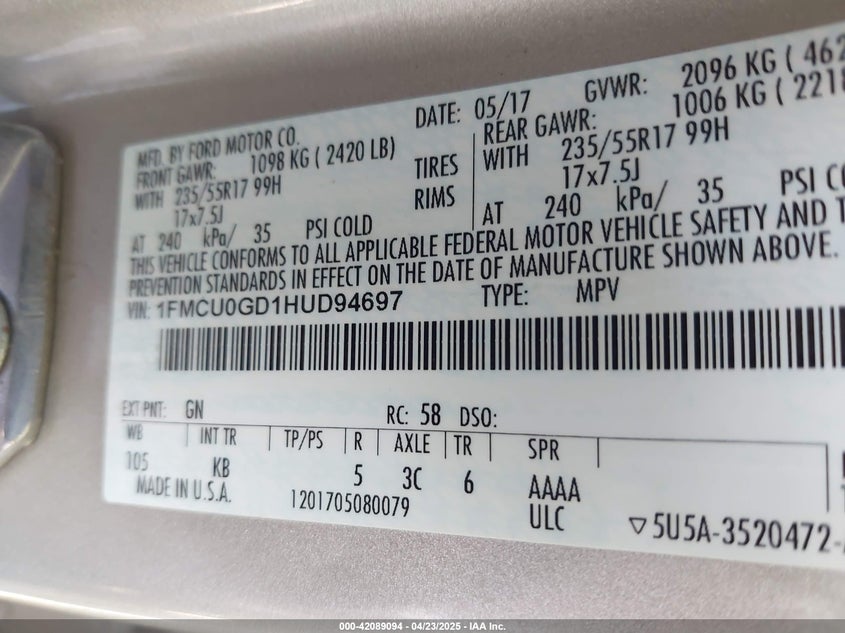 MFD. BY FORD MOTOR CO. DATE: 05/17 GVWR: 2096 KG ( 462
FRONT GAWR: 1098 KG ( 2420 LB) REAR GAWR: 1006 KG ( 2218
WITH 235/55R17 99H TIRES WITH 235/55R17 99H
17x7.5J RIMS 17x7.5J
AT 240 kPa/ 35 PSI COLD AT 240 kPa/ 35 PSI CO
THIS VEHICLE CONFORMS TO ALL APPLICABLE FEDERAL MOTOR VEHICLE SAFETY AND T
PREVENTION STANDARDS IN EFFECT ON THE DATE OF MANUFACTURE SHOWN ABOVE.
VIN: 1FMCU0GD1HUD94697 TYPE: MPV
EXT PNT: GN RC: 58 DSO:
WB INT TR TP/PS R AXLE TR SPR
105 KB 5 3C 6 AAAA
MADE IN U.S.A. 1201705080079 ULC
▽5U5A-3520472-
000-42089094 - 04/23/2025 - IAA Inc.